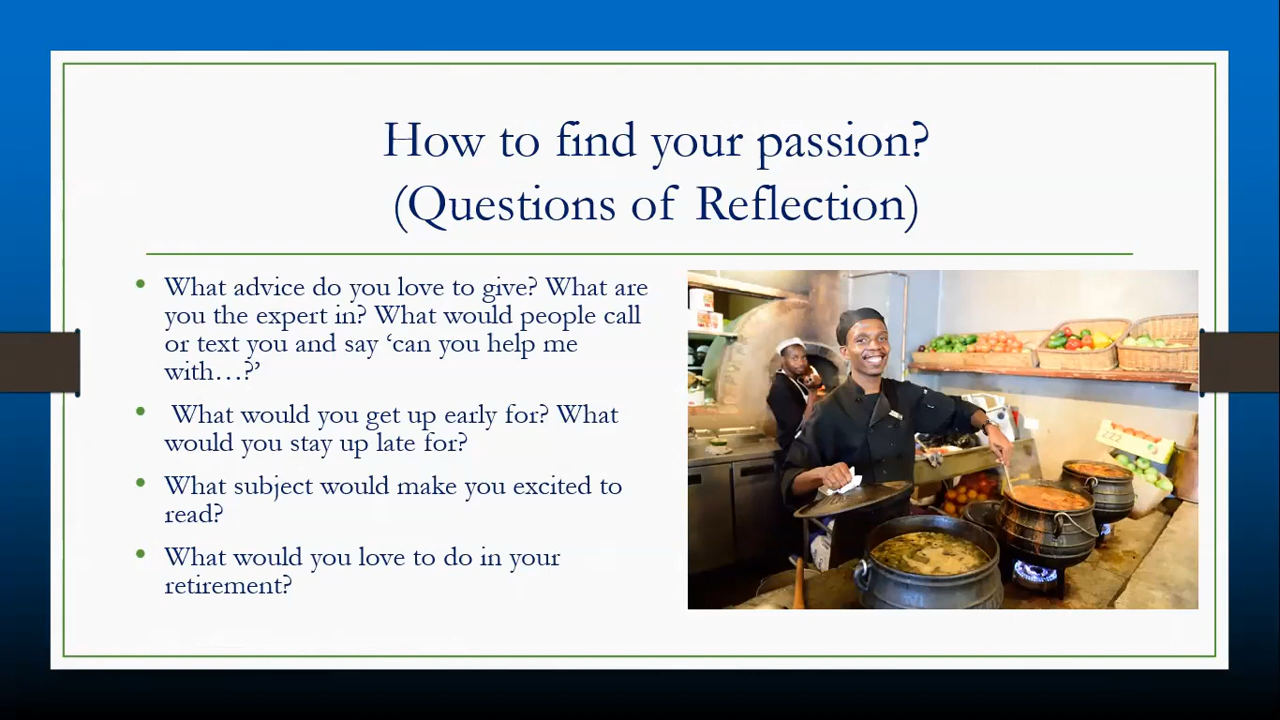 How to find your passion?
(Questions of Reflection)
• What advice do you love to give? What are
you the expert in? What would people call
or text you and say ‘can you help me
with…?’
• What would you get up early for? What
would you stay up late for?
• What subject would make you excited to
read?
• What would you love to do in your
retirement?